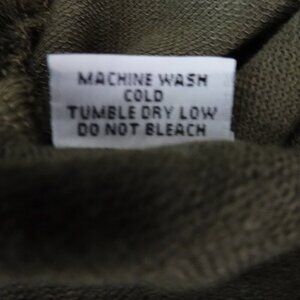 MACHINE WASH
COLD
TUMBLE DRY LOW
DO NOT BLEACH